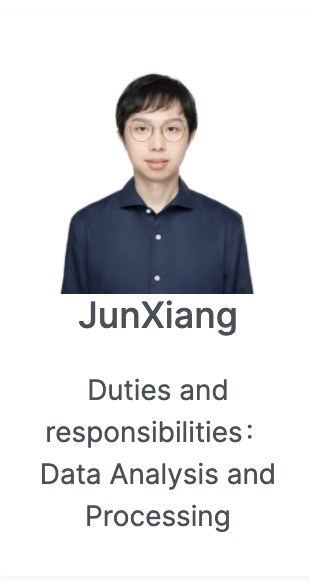 JunXiang
Duties and
responsibilities：
Data Analysis and
Processing